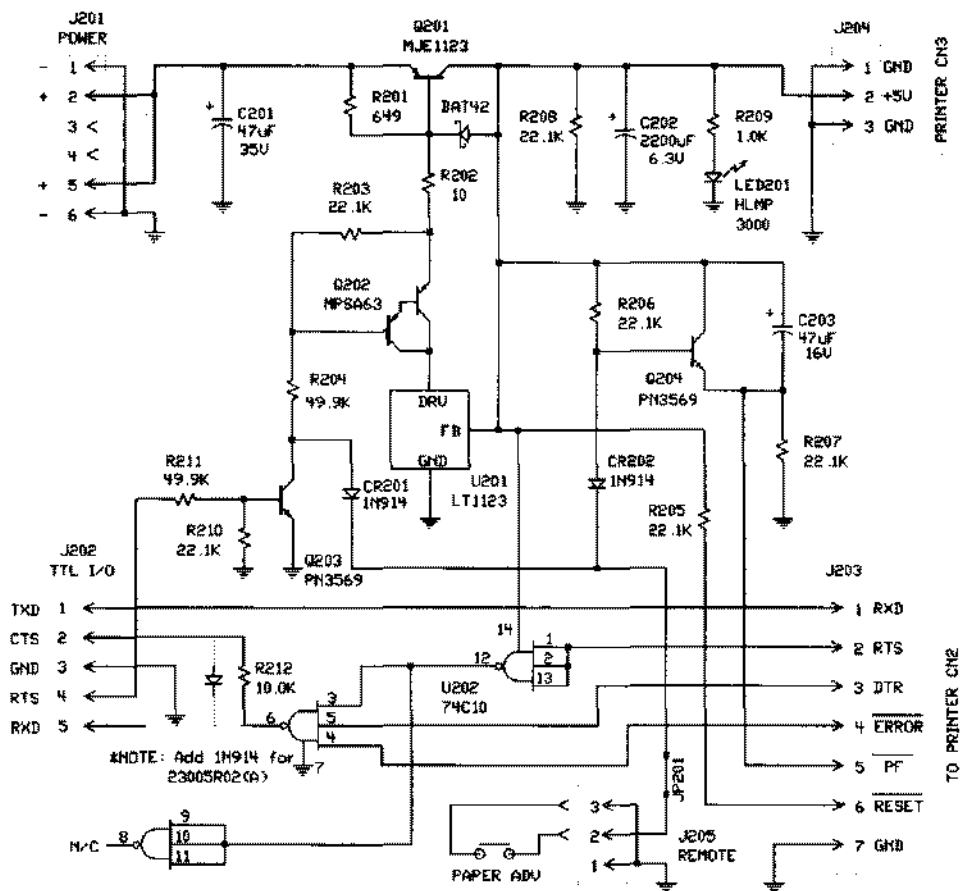 J201
POWER
- 1
+ 2
3
4
+ 5
- 6
Q201
MJE1123
J204
1 GND
2 +5V
3 GND
PRINTER CN3
C201
47uF
35V
R201
649
BAT42
R208
22.1K
C202
2200uF
6.3V
R209
1.0K
LED201
HLMP
3000
R202
10
R203
22.1K
Q202
MPSA63
R206
22.1K
C203
47uF
16V
Q204
PN3569
R204
49.9K
DRV
FB
GND
U201
LT1123
R207
22.1K
R211
49.9K
CR201
1N914
CR202
1N914
R205
22.1K
R210
22.1K
Q203
PN3569
J202
TTL I/O
TXD 1
CTS 2
GND 3
RTS 4
RXD 5
J203
1 RXD
2 RTS
3 DTR
4 ERROR
5 PF
6 RESET
7 GND
TO PRINTER CN2
14
12
1
2
13
U202
74C10
R212
10.0K
6
3
5
4
7
*NOTE: Add 1N914 for
23005R02(A)
JP201
N/C 8
9
10
11
3
2
1
J205
REMOTE
PAPER ADV